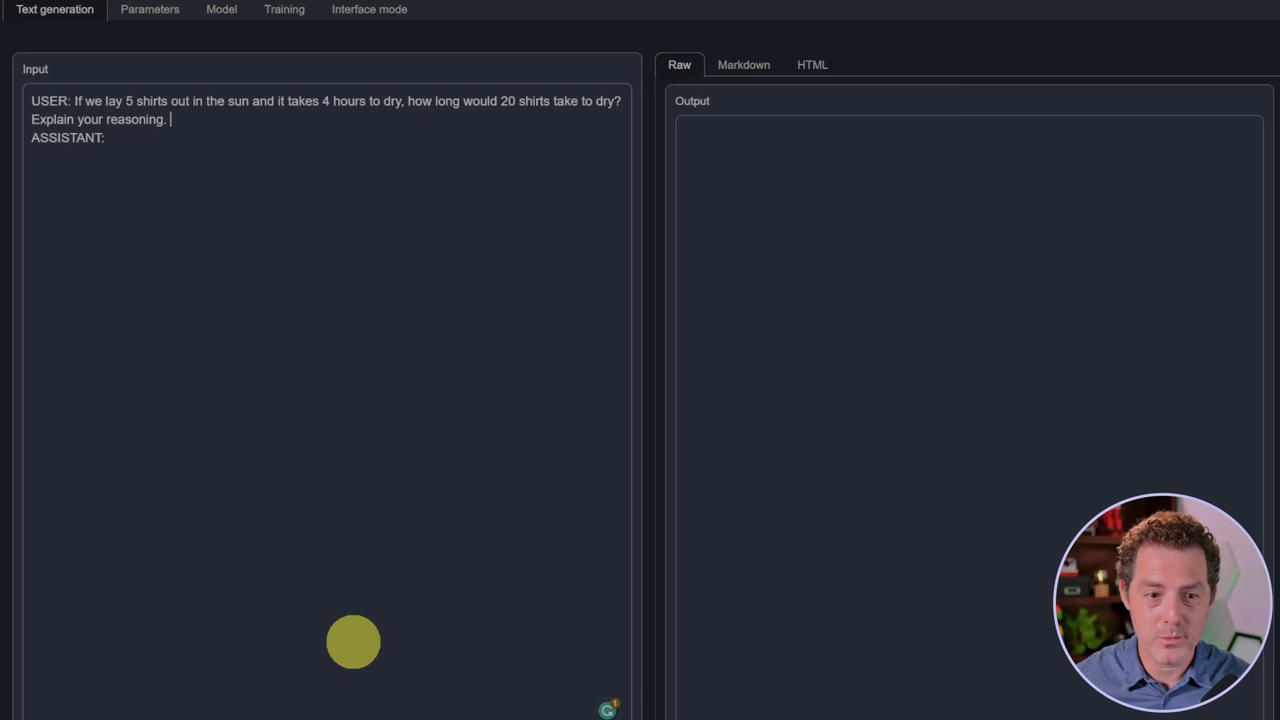 Text generation Parameters Model Training Interface mode
Input
USER: If we lay 5 shirts out in the sun and it takes 4 hours to dry, how long would 20 shirts take to dry?
Explain your reasoning.
ASSISTANT:
Raw Markdown HTML
Output
1